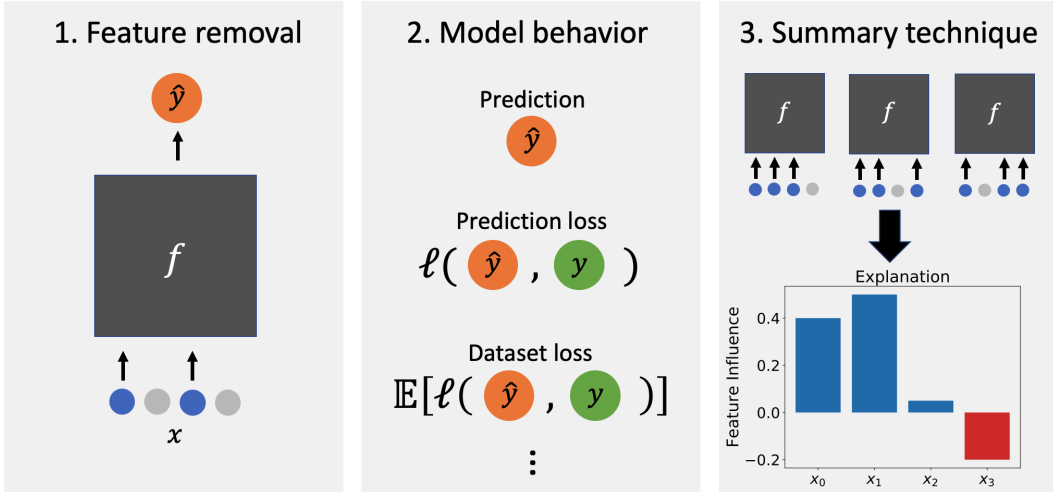 1. Feature removal
ŷ
f
x
2. Model behavior
Prediction
ŷ
Prediction loss
ℓ( ŷ , y )
Dataset loss
𝔼[ℓ( ŷ , y )]
⋮
3. Summary technique
f f f
Explanation
Feature Influence
0.4
0.2
0.0
−0.2
x₀ x₁ x₂ x₃